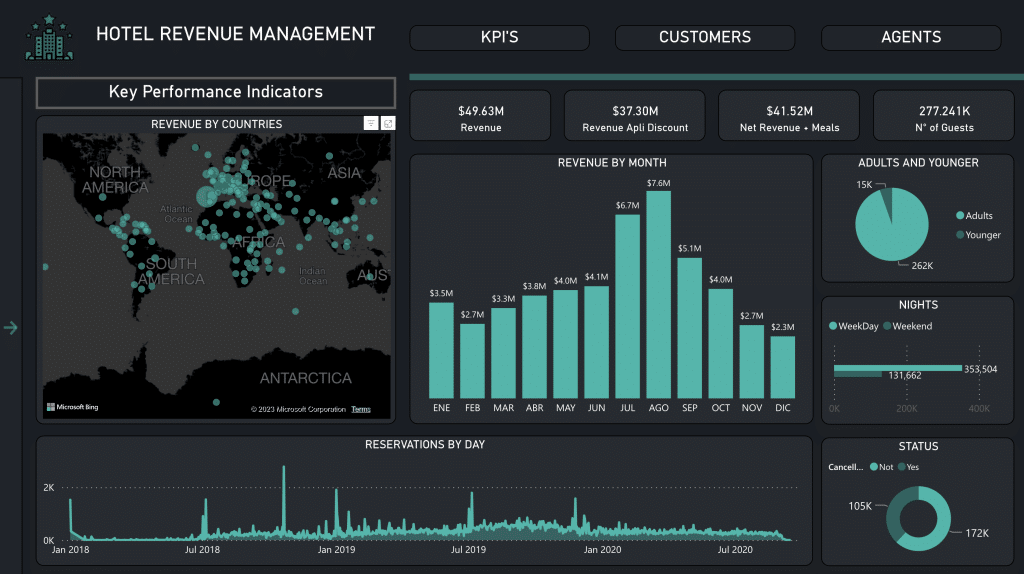 HOTEL REVENUE MANAGEMENT
KPI'S
CUSTOMERS
AGENTS
Key Performance Indicators
$49.63M
Revenue
$37.30M
Revenue Apli Discount
$41.52M
Net Revenue + Meals
277.241K
N° of Guests
REVENUE BY COUNTRIES
NORTH
AMERICA
EUROPE
ASIA
Atlantic
Ocean
AFRICA
SOUTH
AMERICA
Indian
Ocean
AUS
ANTARCTICA
Microsoft Bing
© 2023 Microsoft Corporation Terms
REVENUE BY MONTH
$3.5M
$2.7M
$3.3M
$3.8M
$4.0M
$4.1M
$6.7M
$7.6M
$5.1M
$4.0M
$2.7M
$2.3M
ENE FEB MAR ABR MAY JUN JUL AGO SEP OCT NOV DIC
ADULTS AND YOUNGER
15K
Adults
Younger
262K
NIGHTS
WeekDay Weekend
353,504
131,662
0K 200K 400K
RESERVATIONS BY DAY
2K
0K
Jan 2018 Jul 2018 Jan 2019 Jul 2019 Jan 2020 Jul 2020
STATUS
Cancell... Not Yes
105K
172K